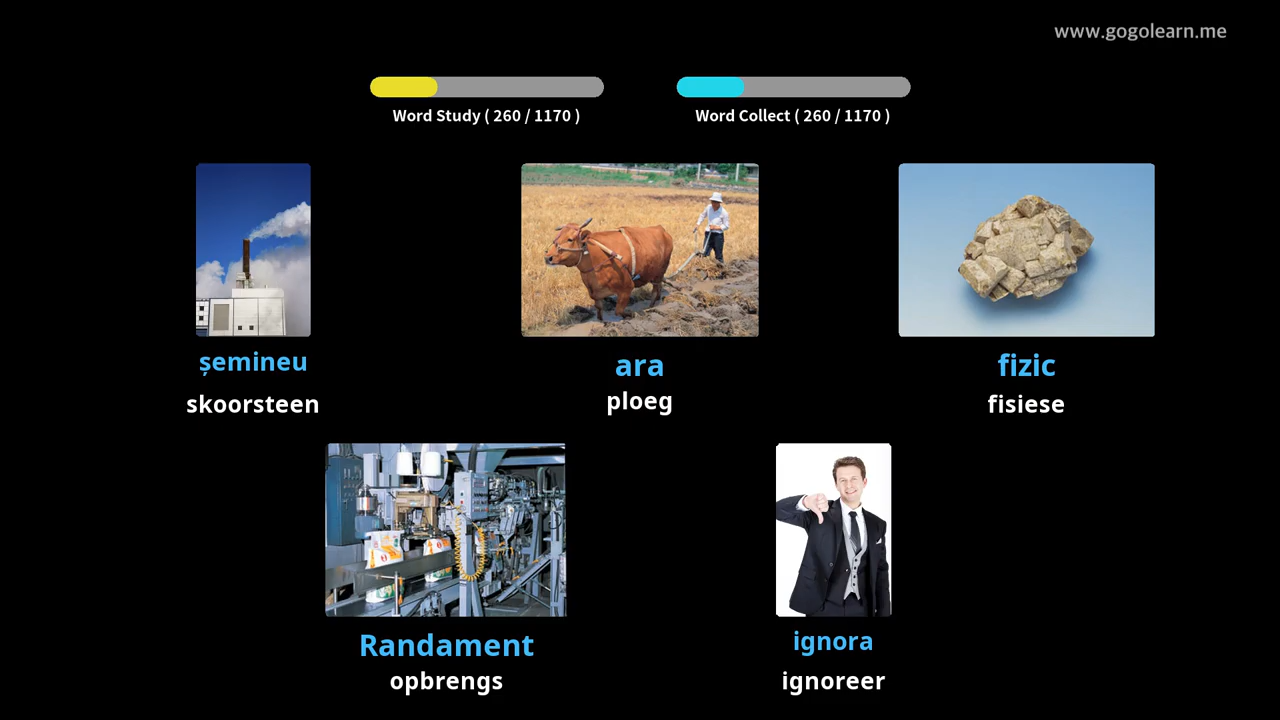 www.gogolearn.me
Word Study ( 260 / 1170 )
Word Collect ( 260 / 1170 )
șemineu
skoorsteen
ara
ploeg
fizic
fisiese
Randament
opbrengs
ignora
ignoreer